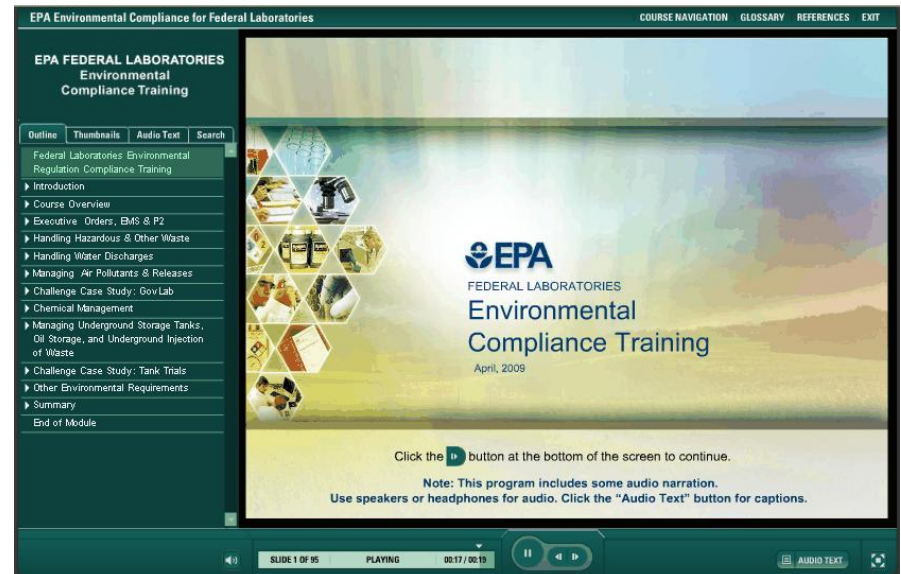 EPA Environmental Compliance for Federal Laboratories
COURSE NAVIGATION GLOSSARY REFERENCES EXIT
EPA FEDERAL LABORATORIES
Environmental
Compliance Training
Outline Thumbnails Audio Text Search
Federal Laboratories Environmental
Regulation Compliance Training
Introduction
Course Overview
Executive Orders, EMS & P2
Handling Hazardous & Other Waste
Handling Water Discharges
Managing Air Pollutants & Releases
Challenge Case Study: GovLab
Chemical Management
Managing Underground Storage Tanks,
Oil Storage, and Underground Injection
of Waste
Challenge Case Study: Tank Trials
Other Environmental Requirements
Summary
End of Module
EPA
FEDERAL LABORATORIES
Environmental
Compliance Training
April, 2009
Click the button at the bottom of the screen to continue.
Note: This program includes some audio narration.
Use speakers or headphones for audio. Click the “Audio Text” button for captions.
SLIDE 1 OF 95 PLAYING 00:17 / 00:19
AUDIO TEXT